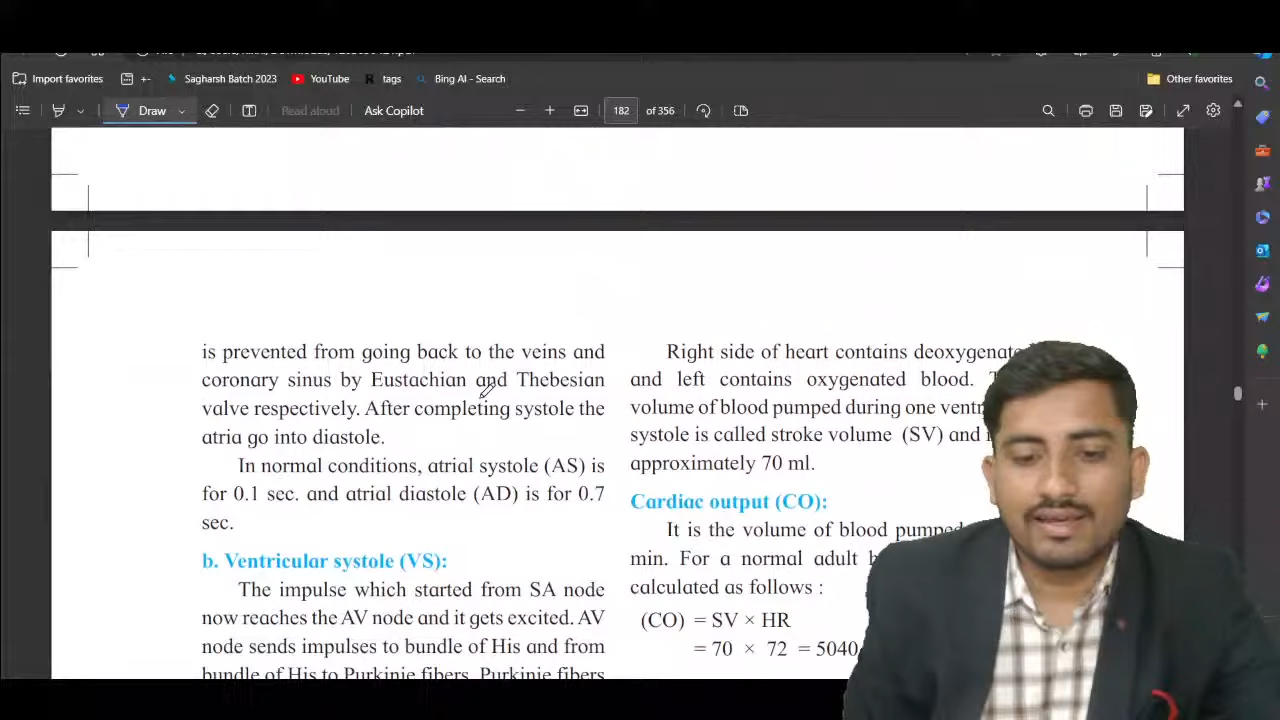 Import favorites
Sagharsh Batch 2023
YouTube
tags
Bing AI - Search
Other favorites
Draw
Read aloud
Ask Copilot
182 of 356
is prevented from going back to the veins and
coronary sinus by Eustachian and Thebesian
valve respectively. After completing systole the
atria go into diastole.
In normal conditions, atrial systole (AS) is
for 0.1 sec. and atrial diastole (AD) is for 0.7
sec.
b. Ventricular systole (VS):
The impulse which started from SA node
now reaches the AV node and it gets excited. AV
node sends impulses to bundle of His and from
bundle of His to Purkinje fibers. Purkinje fibers
Right side of heart contains
and left contains oxygenated blood.
volume of blood pumped during one
systole is called stroke volume (SV) and
approximately 70 ml.
Cardiac output (CO):
It is the volume of blood pumped
min. For a normal adult
calculated as follows :
(CO) = SV × HR
= 70 × 72 = 5040